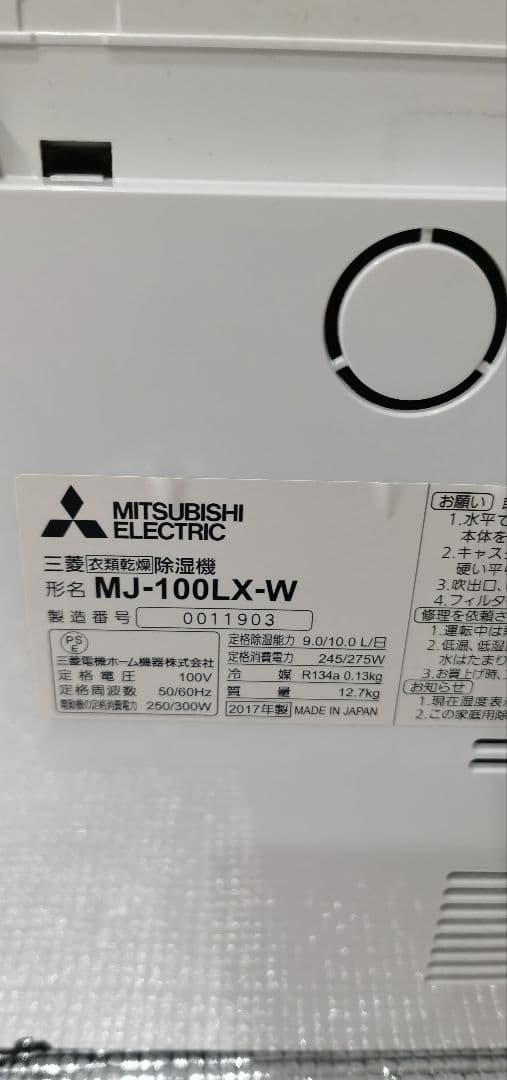 MITSUBISHI
ELECTRIC
三菱衣類乾燥除湿機
形名 MJ-100LX-W
製造番号 0011903
PSE
三菱電機ホーム機器株式会社
定格電圧 100V
定格周波数 50/60Hz
電動機の定格消費電力 250/300W
定格除湿能力 9.0/10.0 L/日
定格消費電力 245/275W
冷媒 R134a 0.13kg
質量 12.7kg
2017年製 MADE IN JAPAN
お願い
1.水平で
本体を
2.キャス
硬い平
3.吹出口、
4.フィルタ
修理を依頼さ
1.運転中は
2.低温、低湿
水はたまり
3.お買上げ時、
お知らせ
1.現在湿度表
2.この家庭用除